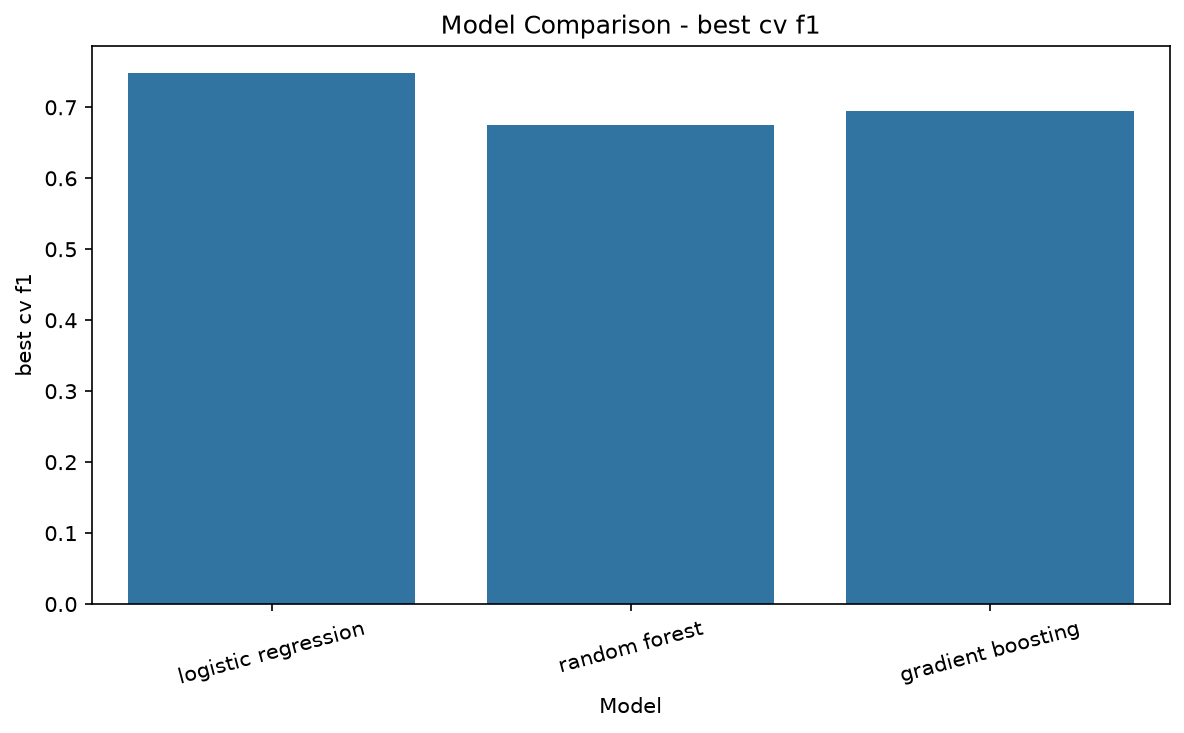 Model Comparison - best cv f1
best cv f1
0.7
0.6
0.5
0.4
0.3
0.2
0.1
0.0
logistic regression
random forest
gradient boosting
Model